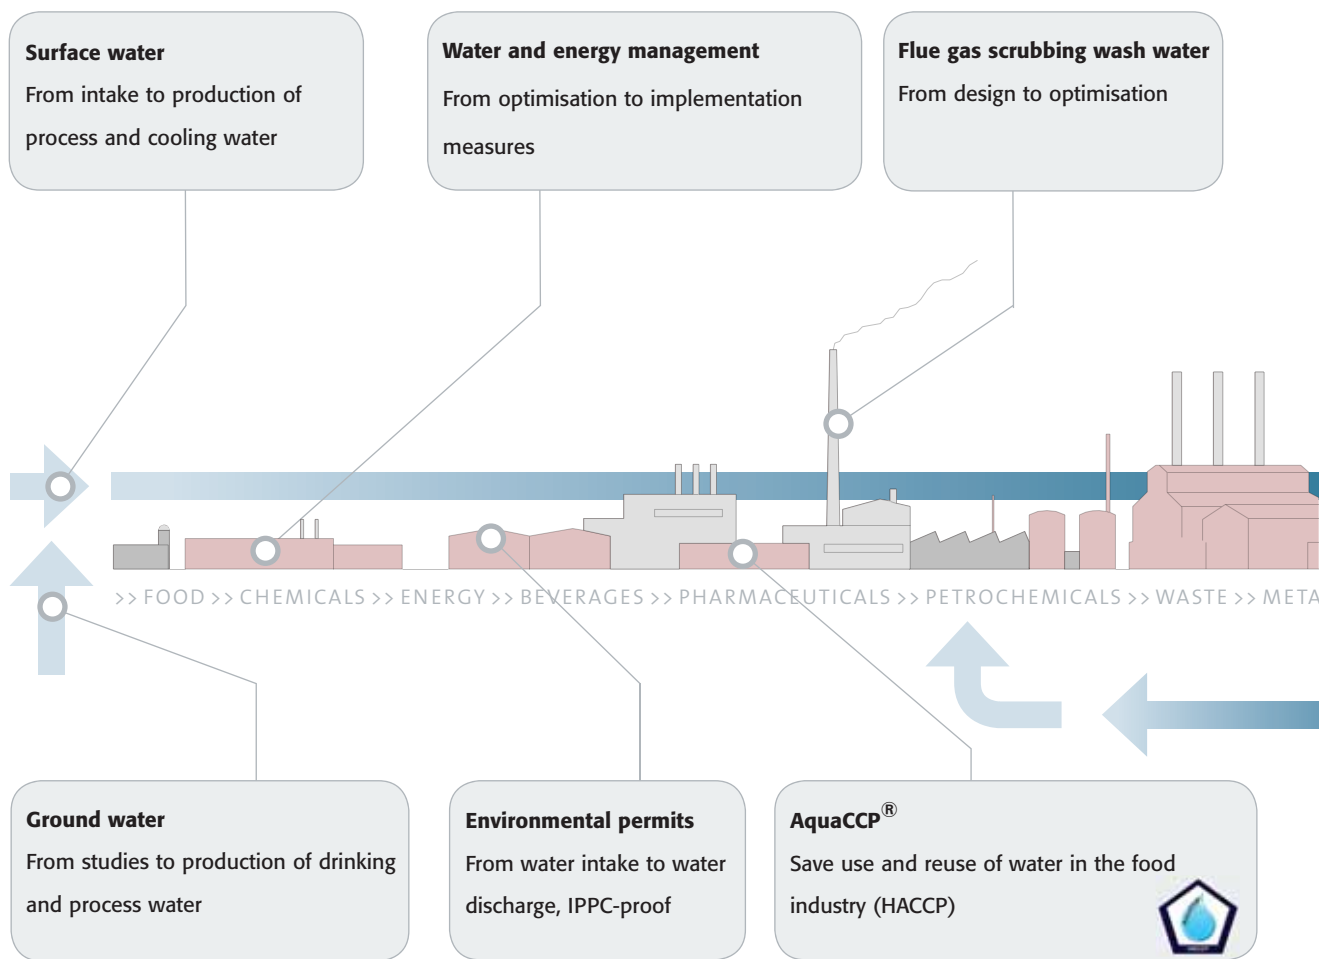 Surface water
From intake to production of
process and cooling water
Water and energy management
From optimisation to implementation
measures
Flue gas scrubbing wash water
From design to optimisation
>> FOOD >> CHEMICALS >> ENERGY >> BEVERAGES >> PHARMACEUTICALS >> PETROCHEMICALS >> WASTE >> META
Ground water
From studies to production of drinking
and process water
Environmental permits
From water intake to water
discharge, IPPC-proof
AquaCCP®
Save use and reuse of water in the food
industry (HACCP)